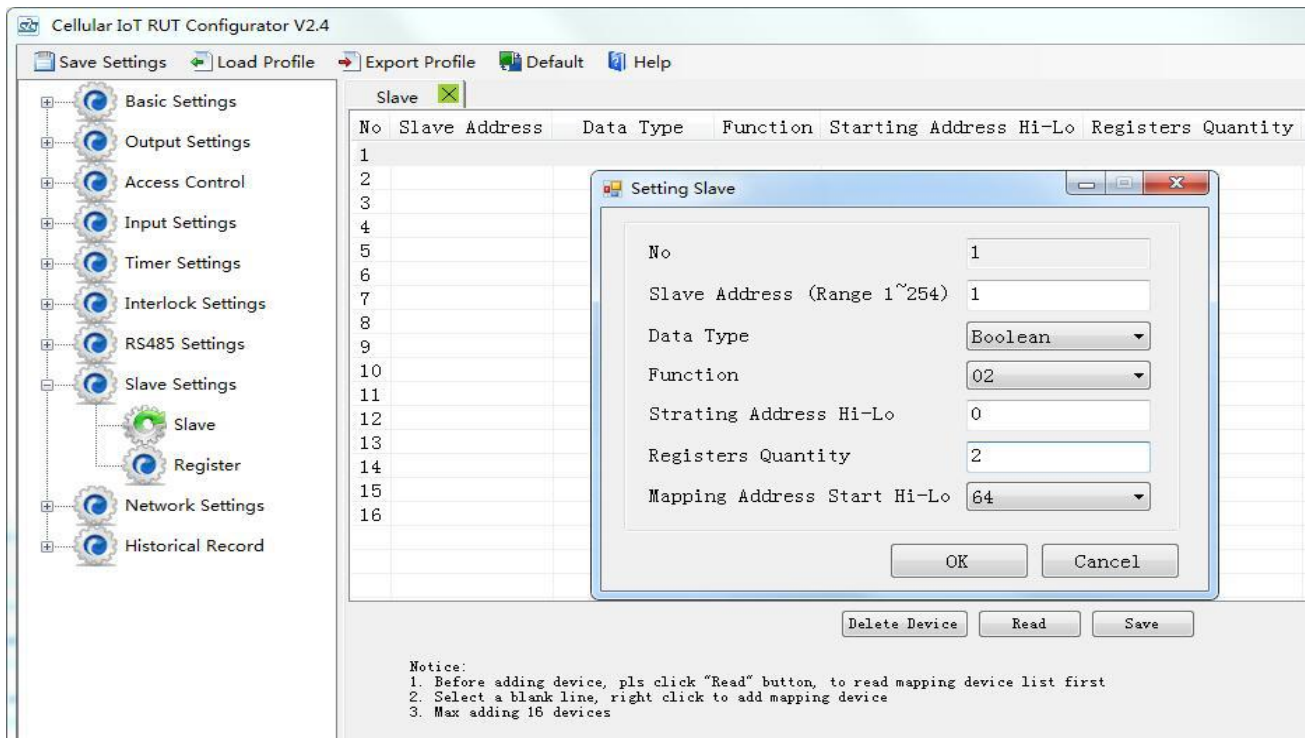 Cellular IoT RUT Configurator V2.4
Save Settings Load Profile Export Profile Default Help
Basic Settings
Output Settings
Access Control
Input Settings
Timer Settings
Interlock Settings
RS485 Settings
Slave Settings
Slave
Register
Network Settings
Historical Record
Slave
No Slave Address Data Type Function Starting Address Hi-Lo Registers Quantity
1
2
3
4
5
6
7
8
9
10
11
12
13
14
15
16
Setting Slave
No 1
Slave Address (Range 1~254) 1
Data Type Boolean
Function 02
Strating Address Hi-Lo 0
Registers Quantity 2
Mapping Address Start Hi-Lo 64
OK Cancel
Delete Device Read Save
Notice:
1. Before adding device, pls click "Read" button, to read mapping device list first
2. Select a blank line, right click to add mapping device
3. Max adding 16 devices